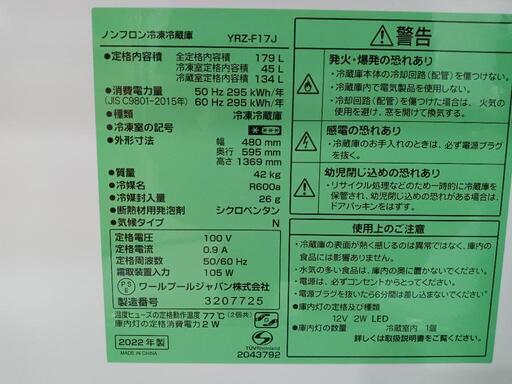 ノンフロン冷凍冷蔵庫 YRZ-F17J
●定格内容積 全定格内容積 179 L
冷凍室定格内容積 45 L
冷蔵室定格内容積 134 L
●消費電力量 50 Hz 295 kWh/年
(JIS C9801-2015年) 60 Hz 295 kWh/年
●種類 冷凍冷蔵庫
●冷凍室の記号
●外形寸法 幅 480 mm
奥行 595 mm
高さ 1369 mm
●質量 42 kg
●冷媒名 R600a
●冷媒封入量 26 g
●断熱材用発泡剤 シクロペンタン
●気候タイプ N
定格電圧 100 V
定格電流 0.9 A
定格周波数 50/60 Hz
霜取装置入力 105 W
PSE ワールプールジャパン株式会社
製造番号 3207725
温度ヒューズの定格動作温度 77℃(2個共)
庫内灯の定格消費電力 2 W
2022年製
MADE IN CHINA
TÜVRheinland
2043792
警告
発火・爆発の恐れあり
・冷蔵庫本体の冷却回路(配管)を傷つけない。
・冷蔵庫内で電気製品を使用しない。
・冷却回路(配管)を傷つけた場合は、火気の
使用を避け、窓を開けて換気する。
感電の恐れあり
・冷蔵庫のお手入れのときは、必ず電源プラグを
抜く。
幼児閉じ込めの恐れあり
・リサイクル処理などのため一時的に冷蔵庫
を保管され、幼児閉じ込めの恐れがある場合は、
ドアパッキンをはずす。
使用上のご注意
・冷蔵庫の表面が熱く感じるのは異常ではなく、庫内の
食品には影響がありません。
・水気の多い食品は、庫内の奥に置かないでください。
・電源は、必ずコンセントからとってください。
・電源プラグを抜いたら6分間は差込まないでください
●庫内灯の定格及び種類
12V 2W LED
●庫内灯の数量 冷蔵室内 1個
詳しくは取扱説明書をご覧ください。